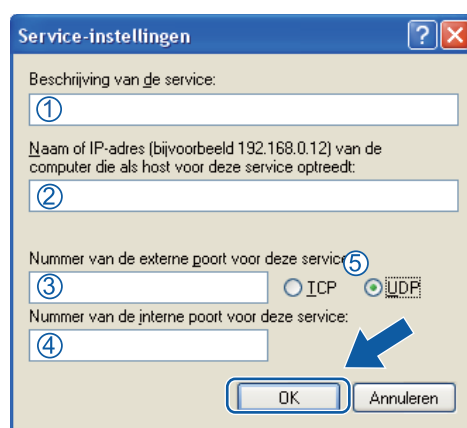 Service-instellingen
Beschrijving van de service:
①
Naam of IP-adres (bijvoorbeeld 192.168.0.12) van de
computer die als host voor deze service optreedt:
②
Nummer van de externe poort voor deze service:
⑤
③ TCP UDP
Nummer van de interne poort voor deze service:
④
OK Annuleren